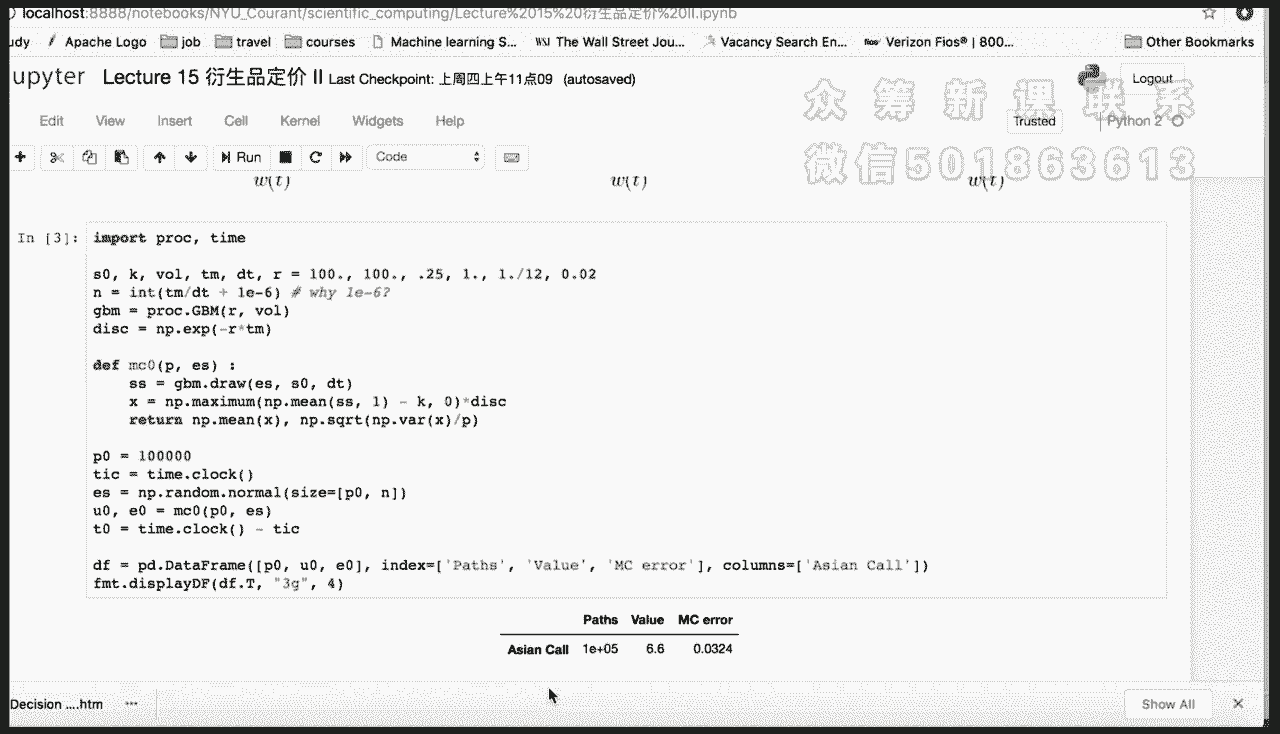 localhost:8888/notebooks/NYU_Courant/scientific_computing/Lecture%2015%20衍生品定价%20II.ipynb
udy Apache Logo job travel courses Machine learning S... WSJ The Wall Street Jou... Vacancy Search En... Verizon Fios® | 800... Other Bookmarks
upyter Lecture 15 衍生品定价 II Last Checkpoint: 上周四上午11点09 (autosaved) Logout
众筹新课联系
Edit View Insert Cell Kernel Widgets Help Trusted Python 2
Run Code
微信501863613
w(τ) w(τ) w(τ)
In [3]: import proc, time
s0, k, vol, tm, dt, r = 100., 100., .25, 1., 1./12, 0.02
n = int(tm/dt + 1e-6) # why 1e-6?
gbm = proc.GBM(r, vol)
disc = np.exp(-r*tm)
def mc0(p, es) :
ss = gbm.draw(es, s0, dt)
x = np.maximum(np.mean(ss, 1) - k, 0)*disc
return np.mean(x), np.sqrt(np.var(x)/p)
p0 = 100000
tic = time.clock()
es = np.random.normal(size=[p0, n])
u0, e0 = mc0(p0, es)
t0 = time.clock() - tic
df = pd.DataFrame([p0, u0, e0], index=['Paths', 'Value', 'MC error'], columns=['Asian Call'])
fmt.displayDF(df.T, "3g", 4)
Paths Value MC error
Asian Call 1e+05 6.6 0.0324
Decision ....htm Show All